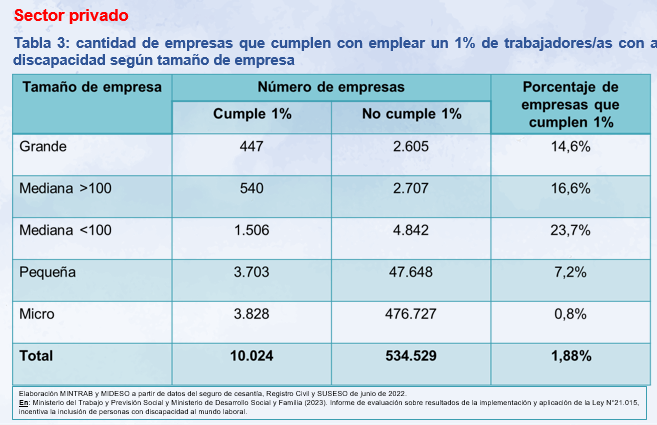 Sector privado
Tabla 3: cantidad de empresas que cumplen con emplear un 1% de trabajadores/as con
discapacidad según tamaño de empresa
Tamaño de empresa Número de empresas Porcentaje de empresas que cumplen 1%
Cumple 1% No cumple 1%
Grande 447 2.605 14,6%
Mediana >100 540 2.707 16,6%
Mediana <100 1.506 4.842 23,7%
Pequeña 3.703 47.648 7,2%
Micro 3.828 476.727 0,8%
Total 10.024 534.529 1,88%
Elaboración MINTRAB y MIDESO a partir de datos del seguro de cesantía, Registro Civil y SUSESO de junio de 2022.
En: Ministerio del Trabajo y Previsión Social y Ministerio de Desarrollo Social y Familia (2023). Informe de evaluación sobre resultados de la implementación y aplicación de la Ley N°21.015,
incentiva la inclusión de personas con discapacidad al mundo laboral.